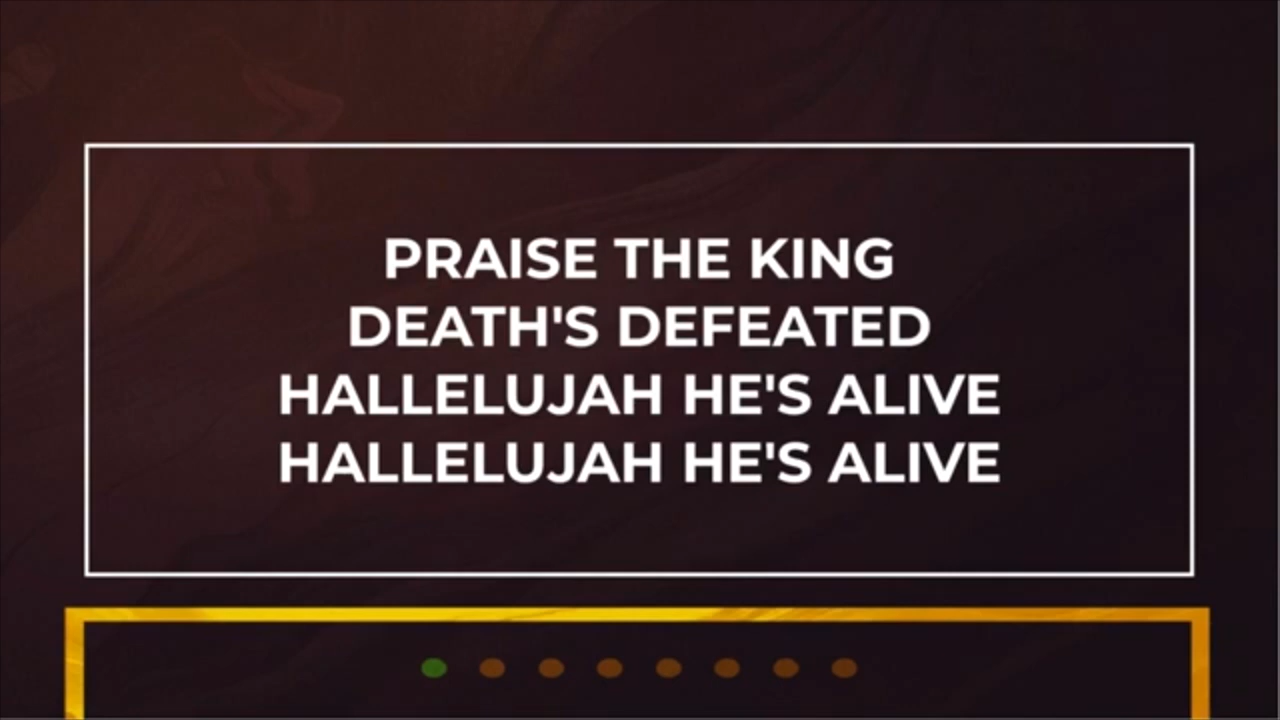 PRAISE THE KING
DEATH'S DEFEATED
HALLELUJAH HE'S ALIVE
HALLELUJAH HE'S ALIVE